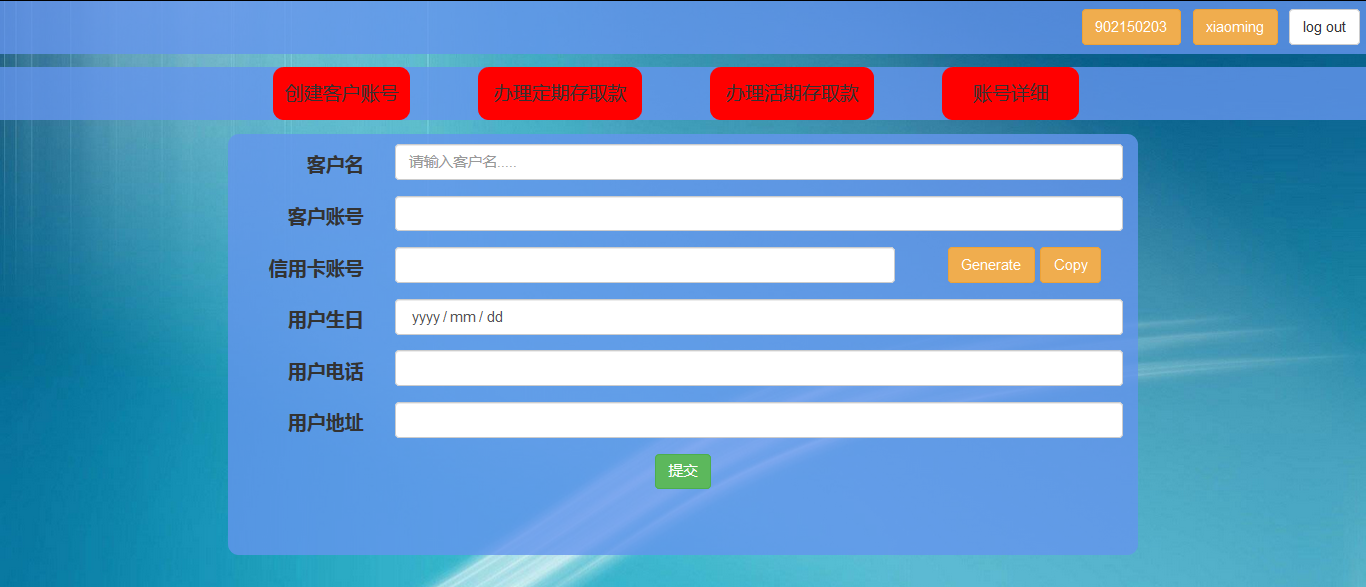 902150203 xiaoming log out
创建客户账号 办理定期存取款 办理活期存取款 账号详细
客户名 请输入客户名.....
客户账号
信用卡账号 Generate Copy
用户生日 yyyy / mm / dd
用户电话
用户地址
提交